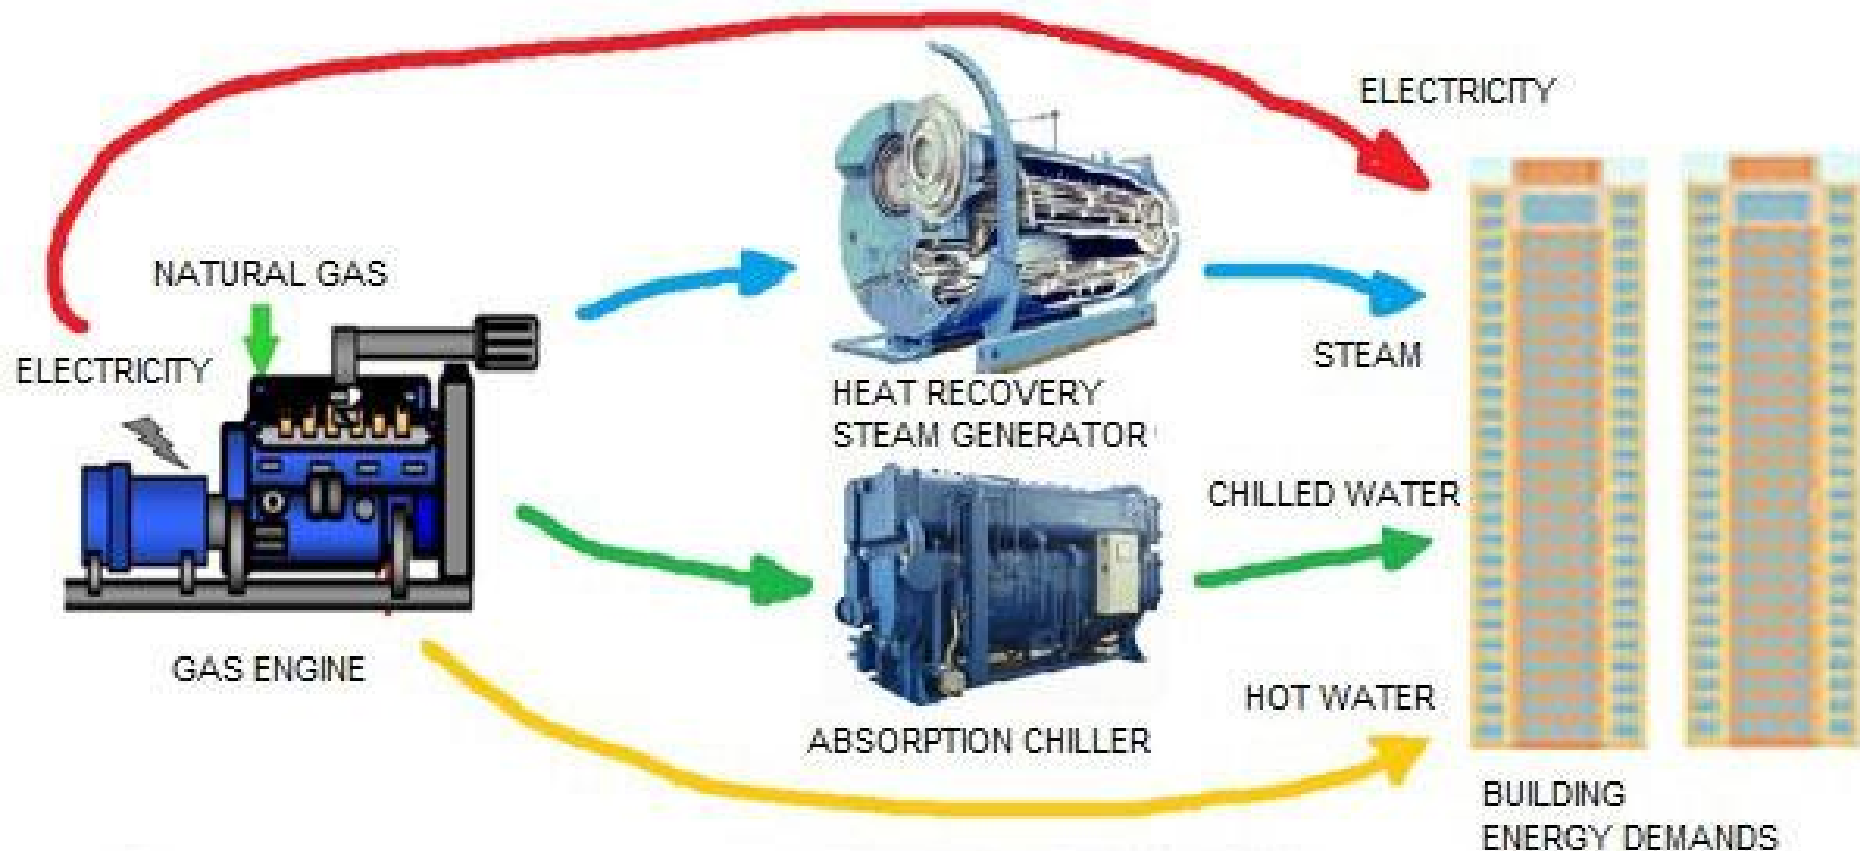 ELECTRICITY
NATURAL GAS
ELECTRICITY
STEAM
HEAT RECOVERY
STEAM GENERATOR
CHILLED WATER
GAS ENGINE
HOT WATER
ABSORPTION CHILLER
BUILDING
ENERGY DEMANDS